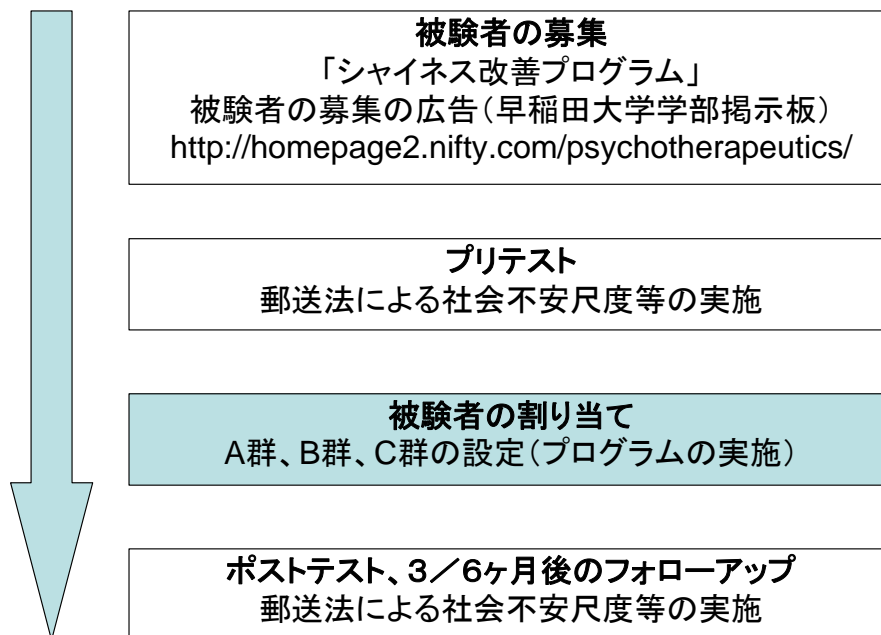 被験者の募集
「シャイネス改善プログラム」
被験者の募集の広告（早稲田大学学部掲示板）
http://homepage2.nifty.com/psychotherapeutics/
プリテスト
郵送法による社会不安尺度等の実施
被験者の割り当て
A群、B群、C群の設定（プログラムの実施）
ポストテスト、３／６ヶ月後のフォローアップ
郵送法による社会不安尺度等の実施